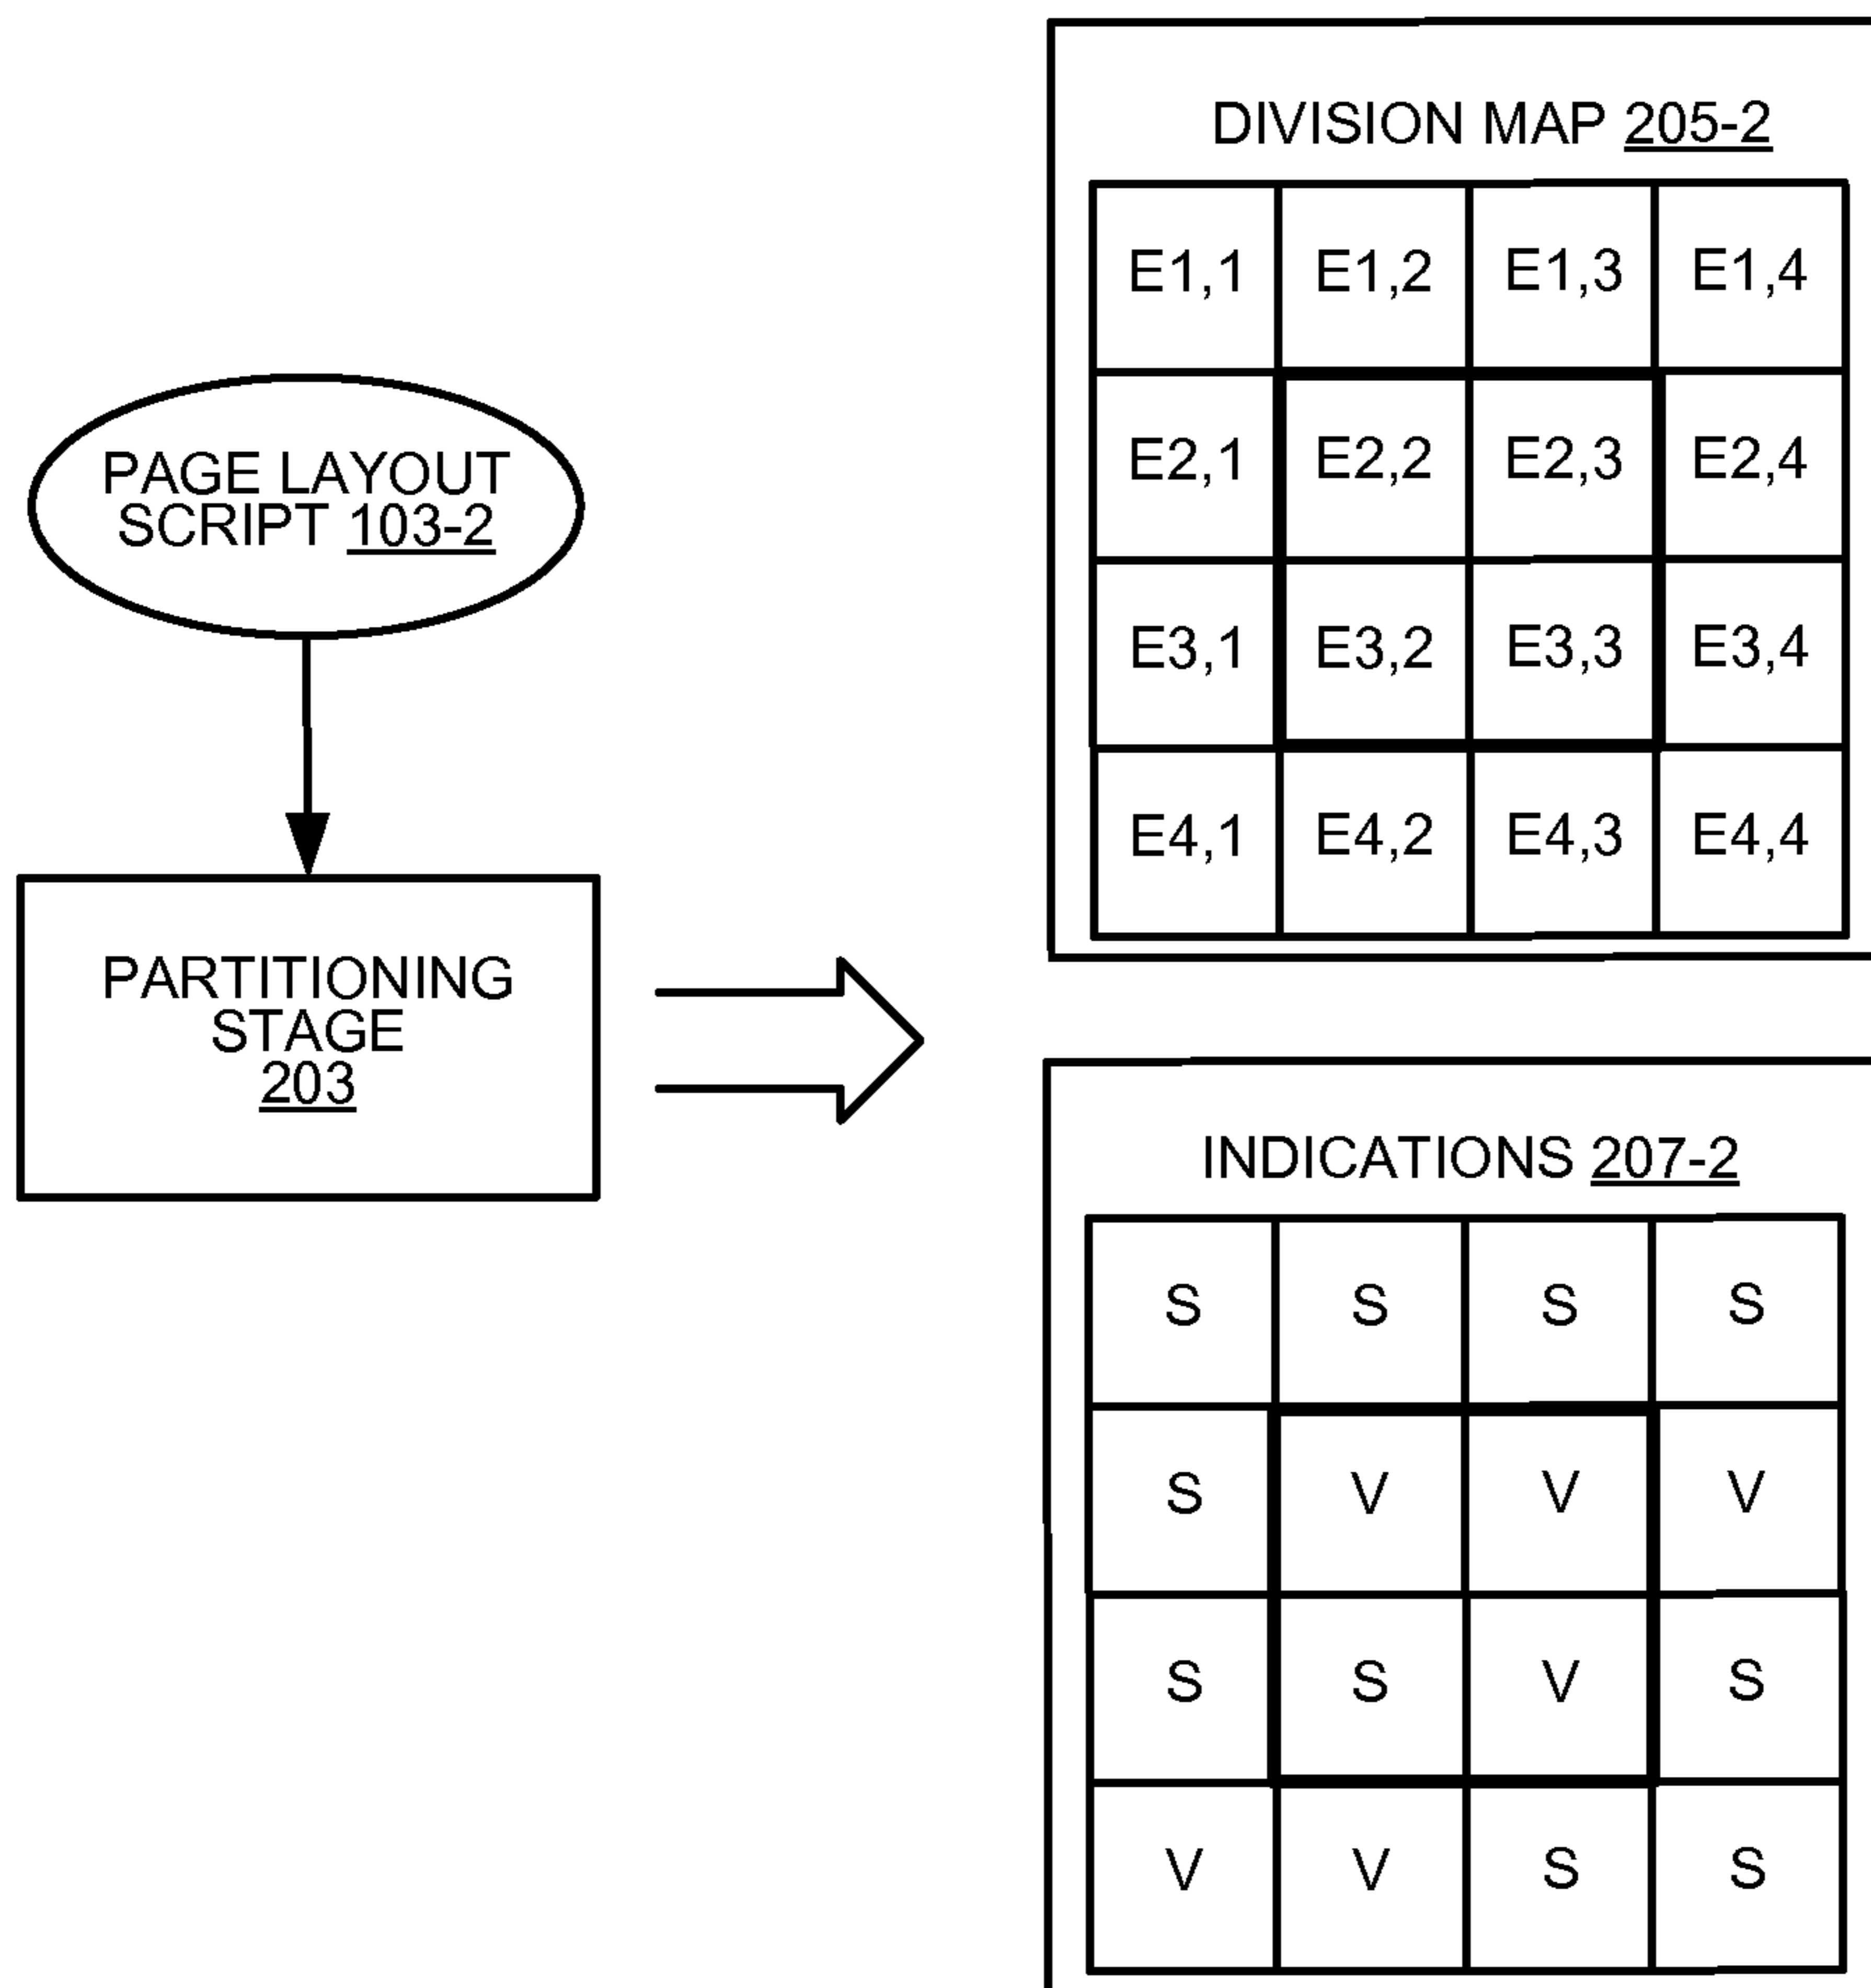 PAGE LAYOUT
SCRIPT 103-2
PARTITIONING
STAGE
203
DIVISION MAP 205-2
E1,1 E1,2 E1,3 E1,4
E2,1 E2,2 E2,3 E2,4
E3,1 E3,2 E3,3 E3,4
E4,1 E4,2 E4,3 E4,4
INDICATIONS 207-2
S S S S
S V V V
S S V S
V V S S